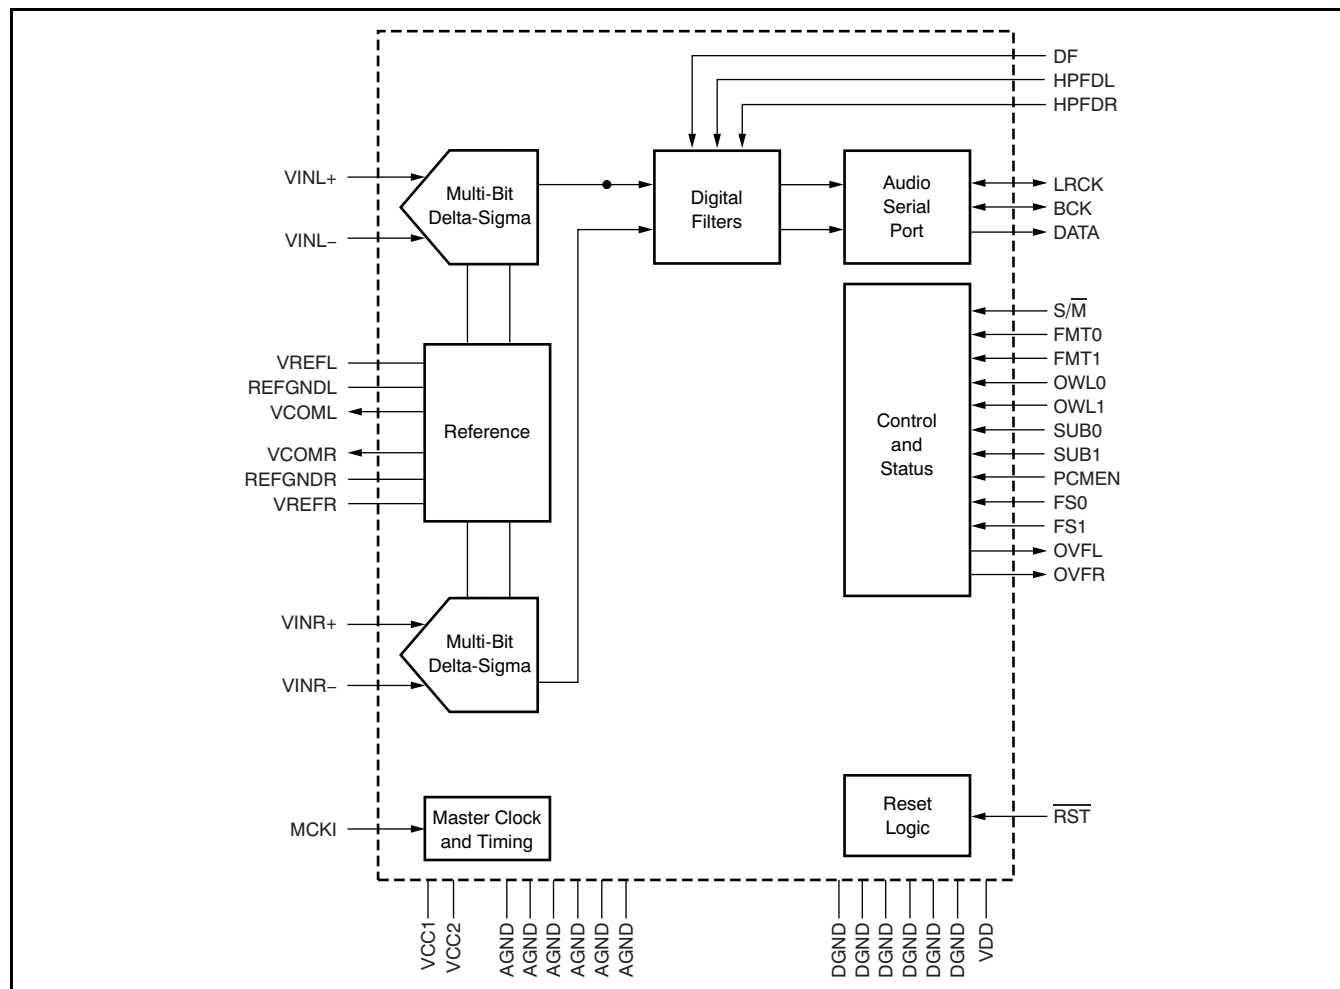 DF
HPFDL
HPFDR
VINL+
VINL−
Multi-Bit
Delta-Sigma
Digital
Filters
Audio
Serial
Port
LRCK
BCK
DATA
VREFL
REFGNDL
VCOML
VCOMR
REFGNDR
VREFR
Reference
Control
and
Status
S/M̅
FMT0
FMT1
OWL0
OWL1
SUB0
SUB1
PCMEN
FS0
FS1
OVFL
OVFR
VINR+
VINR−
Multi-Bit
Delta-Sigma
MCKI
Master Clock
and Timing
Reset
Logic
R̅S̅T̅
VCC1
VCC2
AGND
AGND
AGND
AGND
AGND
AGND
DGND
DGND
DGND
DGND
DGND
DGND
VDD